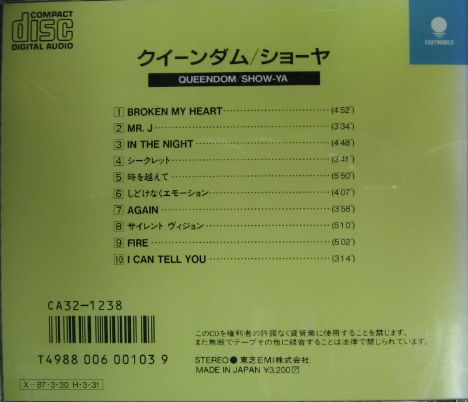 COMPACT
disc
DIGITAL AUDIO
EASTWORLD
クイーンダム/ショーヤ
QUEENDOM SHOW-YA
1 BROKEN MY HEART (4'52")
2 MR. J (3'34")
3 IN THE NIGHT (4'48")
4 シークレット (3'41")
5 時を越えて (5'50")
6 しどけなくエモーション (4'07")
7 AGAIN (3'58")
8 サイレント ヴィジョン (5'10")
9 FIRE (5'02")
10 I CAN TELL YOU (3'14")
CA32-1238
このCDを権利者の許諾なく賃貸業に使用することを禁じます。
また無断でテープその他に録音することは法律で禁じられています。
T4988 006 00103 9
STEREO ● 東芝EMI株式会社
MADE IN JAPAN ¥3,200
X-87・3・30 H・3・31